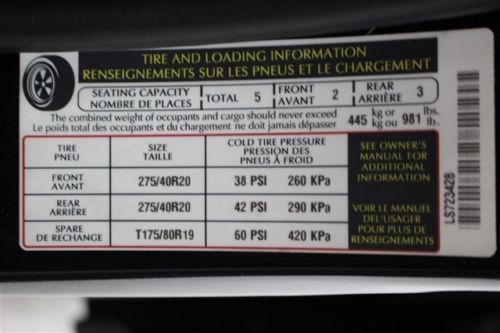 TIRE AND LOADING INFORMATION
RENSEIGNEMENTS SUR LES PNEUS ET LE CHARGEMENT
SEATING CAPACITY
NOMBRE DE PLACES
TOTAL 5
FRONT
AVANT 2
REAR
ARRIÈRE 3
The combined weight of occupants and cargo should never exceed
Le poids total des occupants et du chargement ne doit jamais dépasser
445 kg or 981 lbs.
kg ou lb.
TIRE
PNEU
SIZE
TAILLE
COLD TIRE PRESSURE
PRESSION DES
PNEUS À FROID
SEE OWNER'S
MANUAL FOR
ADDITIONAL
INFORMATION
FRONT
AVANT
275/40R20
38 PSI 260 KPa
REAR
ARRIÈRE
275/40R20
42 PSI 290 KPa
VOIR LE MANUEL
DE L'USAGER
POUR PLUS DE
RENSEIGNEMENTS
SPARE
DE RECHANGE
T175/80R19
60 PSI 420 KPa
LS723428